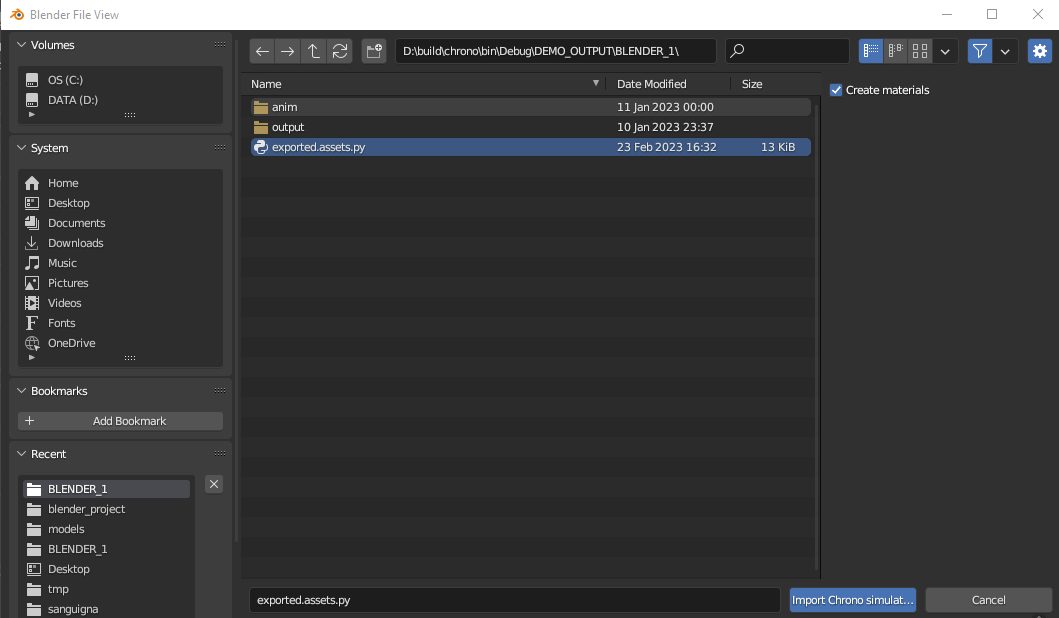 Blender File View
Volumes
OS (C:)
DATA (D:)
System
Home
Desktop
Documents
Downloads
Music
Pictures
Videos
Fonts
OneDrive
Bookmarks
Add Bookmark
Recent
BLENDER_1
blender_project
models
BLENDER_1
Desktop
tmp
sanguigna
D:\build\chrono\bin\Debug\DEMO_OUTPUT\BLENDER_1\
Name Date Modified Size
anim 11 Jan 2023 00:00
output 10 Jan 2023 23:37
exported.assets.py 23 Feb 2023 16:32 13 KiB
Create materials
exported.assets.py
Import Chrono simulat...
Cancel